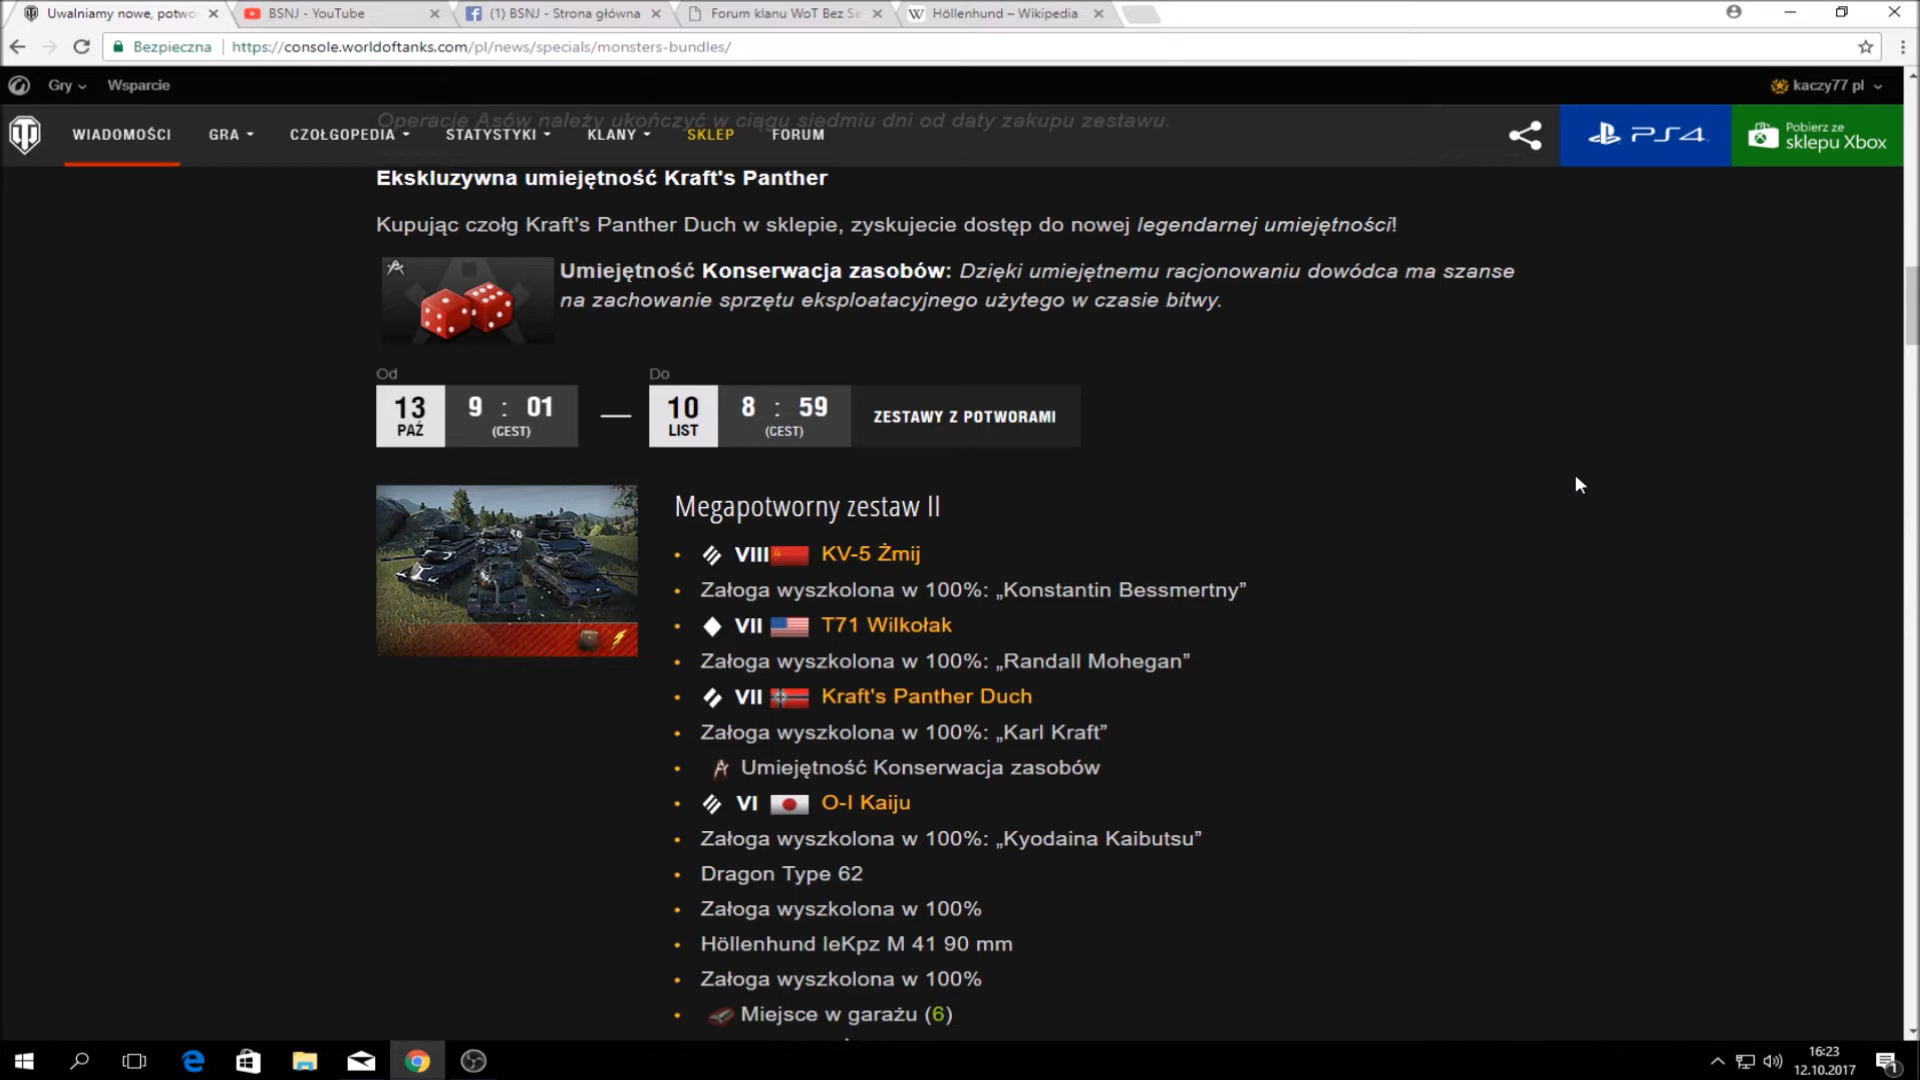 Uwalniamy nowe, potwo
BSNJ - YouTube
(1) BSNJ - Strona główna
Forum klanu WoT Bez Se
Höllenhund – Wikipedia
Bezpieczna
https://console.worldoftanks.com/pl/news/specials/monsters-bundles/
Gry
Wsparcie
kaczy77 pl
Operację Asów należy ukończyć w ciągu siedmiu dni od daty zakupu zestawu.
WIADOMOŚCI
GRA
CZOŁGOPEDIA
STATYSTYKI
KLANY
SKLEP
FORUM
PS4
Pobierz ze
sklepu Xbox
Ekskluzywna umiejętność Kraft's Panther
Kupując czołg Kraft's Panther Duch w sklepie, zyskujecie dostęp do nowej legendarnej umiejętności!
Umiejętność Konserwacja zasobów: Dzięki umiejętnemu racjonowaniu dowódca ma szanse
na zachowanie sprzętu eksploatacyjnego użytego w czasie bitwy.
Od
13
PAŹ
9 : 01
(CEST)
—
Do
10
LIST
8 : 59
(CEST)
ZESTAWY Z POTWORAMI
Megapotworny zestaw II
• VIII KV-5 Żmij
• Załoga wyszkolona w 100%: „Konstantin Bessmertny”
• VII T71 Wilkołak
• Załoga wyszkolona w 100%: „Randall Mohegan”
• VII Kraft's Panther Duch
• Załoga wyszkolona w 100%: „Karl Kraft”
• Umiejętność Konserwacja zasobów
• VI O-I Kaiju
• Załoga wyszkolona w 100%: „Kyodaina Kaibutsu”
• Dragon Type 62
• Załoga wyszkolona w 100%
• Höllenhund leKpz M 41 90 mm
• Załoga wyszkolona w 100%
• Miejsce w garażu (6)
16:23
12.10.2017
1